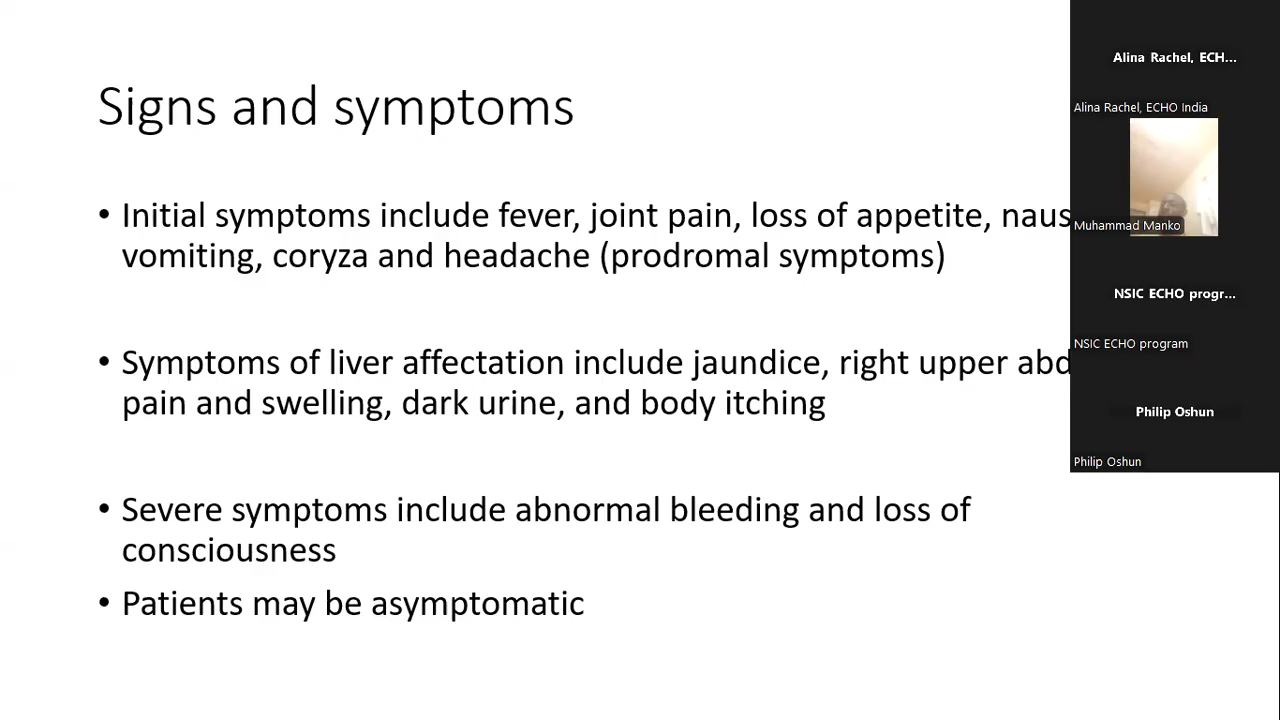 Signs and symptoms
• Initial symptoms include fever, joint pain, loss of appetite, naus
vomiting, coryza and headache (prodromal symptoms)
• Symptoms of liver affectation include jaundice, right upper abd
pain and swelling, dark urine, and body itching
• Severe symptoms include abnormal bleeding and loss of
consciousness
• Patients may be asymptomatic
Alina Rachel, ECH...
Alina Rachel, ECHO India
Muhammad Manko
NSIC ECHO progr...
NSIC ECHO program
Philip Oshun
Philip Oshun